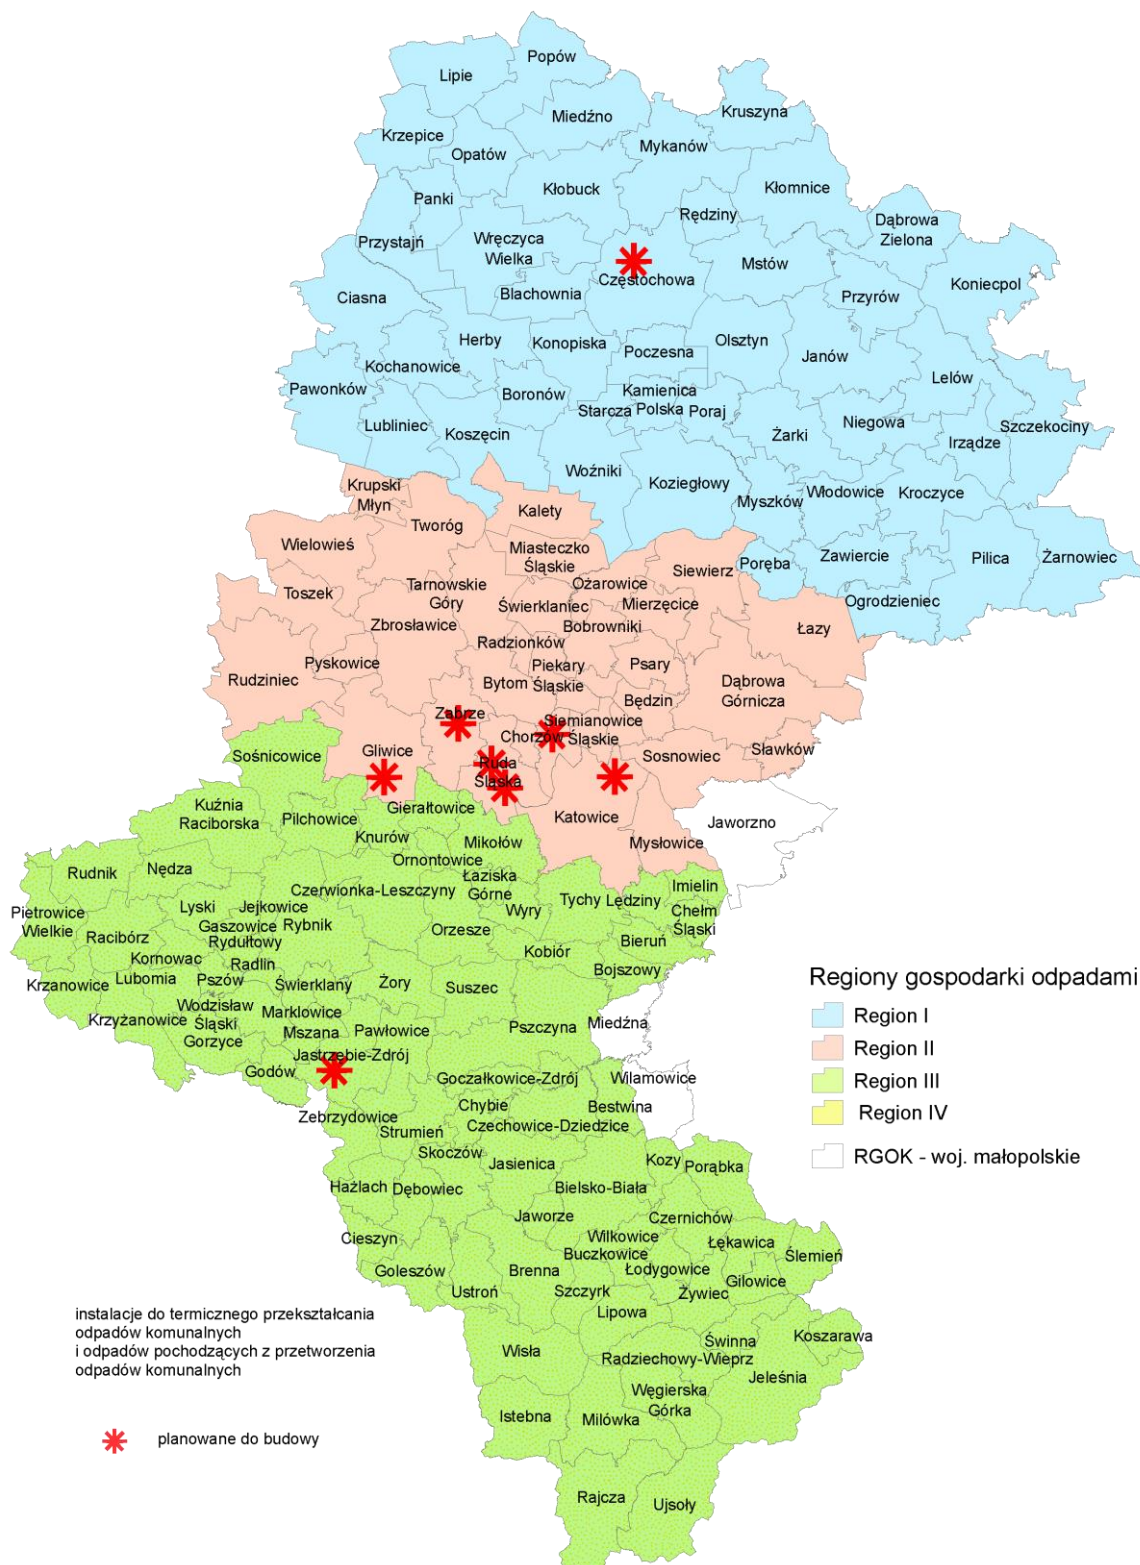 Popów
Lipie
Kruszyna
Miedźno
Krzepice
Mykanów
Opatów
Kłobuck
Kłomnice
Panki
Rędziny
Dąbrowa
Zielona
Przystajń
Wręczyca
Wielka
Mstów
Częstochowa
Koniecpol
Blachownia
Przyrów
Ciasna
Herby
Konopiska
Olsztyn
Poczesna
Janów
Kochanowice
Lelów
Pawonków
Boronów
Kamienica
Polska
Starcza
Poraj
Niegowa
Szczekociny
Lubliniec
Koszęcin
Żarki
Irządze
Woźniki
Koziegłowy
Włodowice
Kroczyce
Myszków
Krupski
Młyn
Kalety
Tworóg
Wielowieś
Miasteczko
Śląskie
Zawiercie
Pilica
Żarnowiec
Siewierz
Poręba
Ożarowice
Toszek
Tarnowskie
Góry
Świerklaniec
Mierzęcice
Ogrodzieniec
Zbrosławice
Bobrowniki
Łazy
Radzionków
Pyskowice
Piekary
Śląskie
Psary
Rudziniec
Bytom
Dąbrowa
Górnicza
Będzin
Zabrze
Siemianowice
Śląskie
Chorzów
Gliwice
Sosnowiec
Sławków
Sośnicowice
Ruda
Śląska
Kuźnia
Raciborska
Pilchowice
Gierałtowice
Katowice
Jaworzno
Knurów
Mikołów
Mysłowice
Ornontowice
Rudnik
Nędza
Łaziska
Górne
Czerwionka-Leszczyny
Tychy
Lędziny
Imielin
Pietrowice
Wielkie
Lyski
Jejkowice
Wyry
Chełm
Śląski
Gaszowice
Rybnik
Orzesze
Racibórz
Rydułtowy
Bieruń
Kornowac
Kobiór
Radlin
Bojszowy
Krzanowice
Lubomia
Pszów
Świerklany
Żory
Suszec
Regiony gospodarki odpadami
Region I
Region II
Region III
Region IV
RGOK - woj. małopolskie
Krzyżanowice
Wodzisław
Śląski
Marklowice
Miedźna
Pszczyna
Gorzyce
Mszana
Pawłowice
Jastrzębie-Zdrój
Godów
Goczałkowice-Zdrój
Wilamowice
Zebrzydowice
Chybie
Bestwina
Strumień
Czechowice-Dziedzice
Skoczów
Jasienica
Kozy
Porąbka
Hażlach
Dębowiec
Bielsko-Biała
Jaworze
Czernichów
Cieszyn
Wilkowice
Łękawica
Ślemień
Buczkowice
Goleszów
Brenna
Łodygowice
Gilowice
Ustroń
Szczyrk
Żywiec
Lipowa
instalacje do termicznego przekształcania
odpadów komunalnych
i odpadów pochodzących z przetworzenia
odpadów komunalnych
Świnna
Koszarawa
Wisła
Radziechowy-Wieprz
Jeleśnia
Węgierska
Górka
Istebna
Milówka
planowane do budowy
Rajcza
Ujsoły